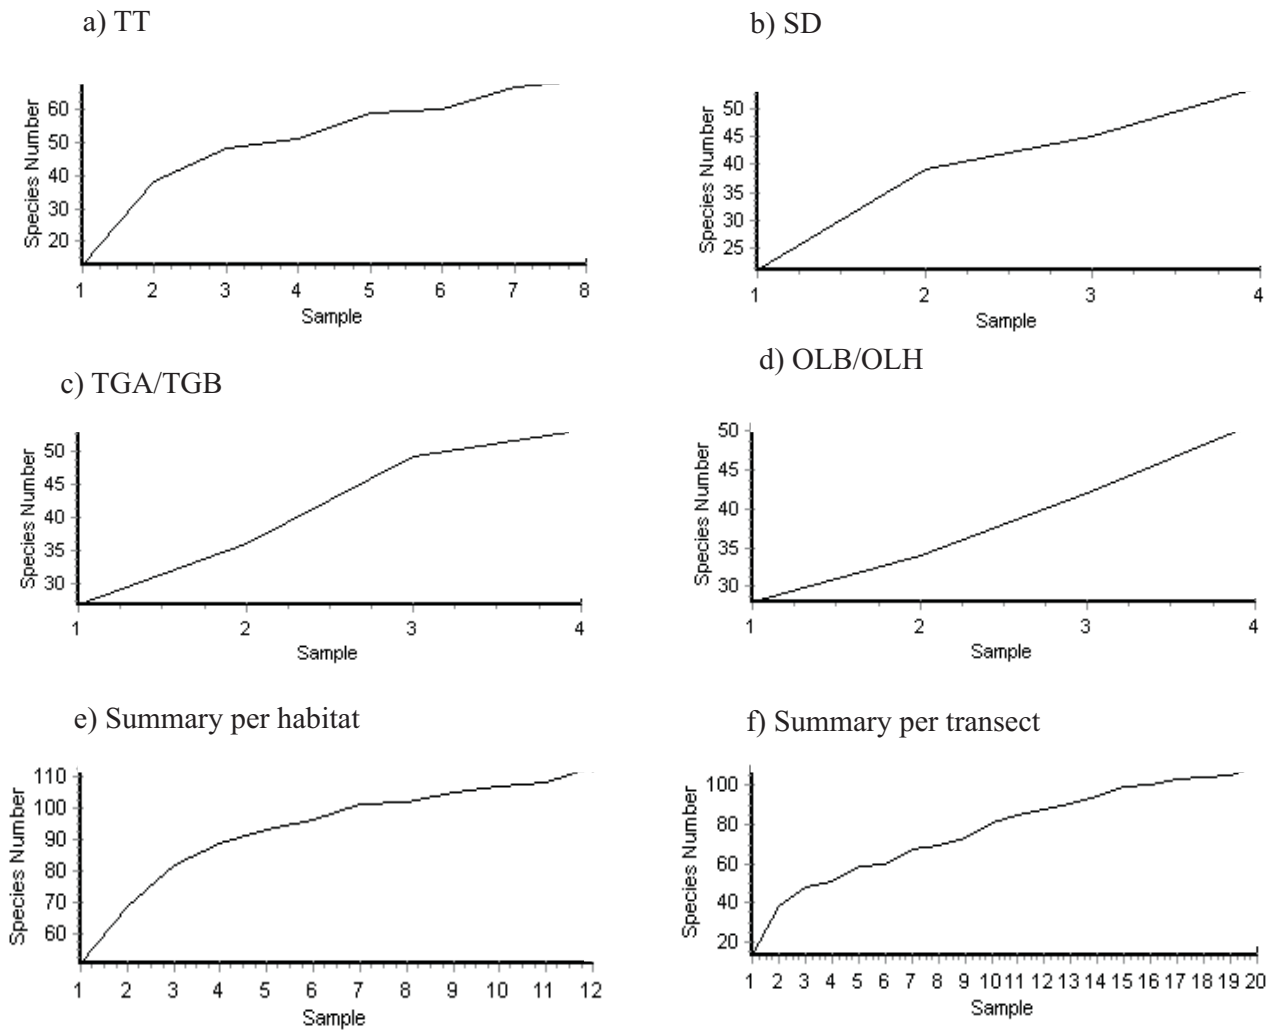 a) TT
Species Number
60
50
40
30
20
1 2 3 4 5 6 7 8
Sample
b) SD
Species Number
50
45
40
35
30
25
1 2 3 4
Sample
c) TGA/TGB
Species Number
50
45
40
35
30
1 2 3 4
Sample
d) OLB/OLH
Species Number
50
45
40
35
30
1 2 3 4
Sample
e) Summary per habitat
Species Number
110
100
90
80
70
60
1 2 3 4 5 6 7 8 9 10 11 12
Sample
f) Summary per transect
Species Number
100
80
60
40
20
1 2 3 4 5 6 7 8 9 10 11 12 13 14 15 16 17 18 19 20
Sample